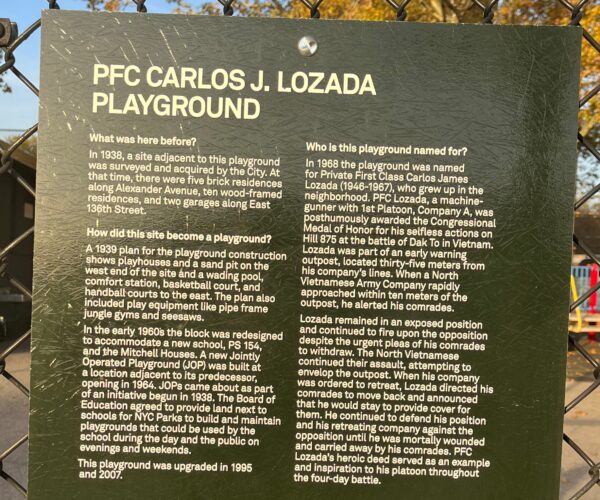 PFC CARLOS J. LOZADA
PLAYGROUND
What was here before?
In 1938, a site adjacent to this playground
was surveyed and acquired by the City. At
that time, there were five brick residences
along Alexander Avenue, ten wood-framed
residences, and two garages along East
136th Street.
How did this site become a playground?
A 1939 plan for the playground construction
shows playhouses and a sand pit on the
west end of the site and a wading pool,
comfort station, basketball court, and
handball courts to the east. The plan also
included play equipment like pipe frame
jungle gyms and seesaws.
In the early 1960s the block was redesigned
to accommodate a new school, PS 154,
and the Mitchell Houses. A new Jointly
Operated Playground (JOP) was built at
a location adjacent to its predecessor,
opening in 1964. JOPs came about as part
of an initiative begun in 1938. The Board of
Education agreed to provide land next to
schools for NYC Parks to build and maintain
playgrounds that could be used by the
school during the day and the public on
evenings and weekends.
This playground was upgraded in 1995
and 2007.
Who is this playground named for?
In 1968 the playground was named
for Private First Class Carlos James
Lozada (1946-1967), who grew up in the
neighborhood. PFC Lozada, a machine-
gunner with 1st Platoon, Company A, was
posthumously awarded the Congressional
Medal of Honor for his selfless actions on
Hill 875 at the battle of Dak To in Vietnam.
Lozada was part of an early warning
outpost, located thirty-five meters from
his company's lines. When a North
Vietnamese Army Company rapidly
approached within ten meters of the
outpost, he alerted his comrades.
Lozada remained in an exposed position
and continued to fire upon the opposition
despite the urgent pleas of his comrades
to withdraw. The North Vietnamese
continued their assault, attempting to
envelop the outpost. When his company
was ordered to retreat, Lozada directed his
comrades to move back and announced
that he would stay to provide cover for
them. He continued to defend his position
and his retreating company against the
opposition until he was mortally wounded
and carried away by his comrades. PFC
Lozada's heroic deed served as an example
and inspiration to his platoon throughout
the four-day battle.